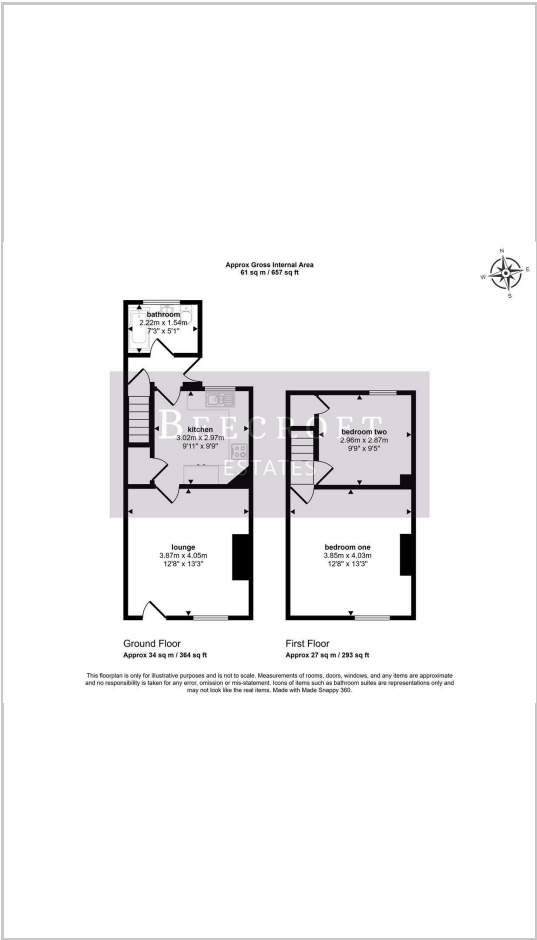 Approx Gross Internal Area
61 sq m / 657 sq ft
N
E
S
W
bathroom
2.22m x 1.54m
7'3" x 5'1"
kitchen
3.02m x 2.97m
9'11" x 9'9"
lounge
3.87m x 4.05m
12'8" x 13'3"
bedroom two
2.96m x 2.87m
9'9" x 9'5"
bedroom one
3.85m x 4.03m
12'8" x 13'3"
BEECROFT
ESTATES
Ground Floor
Approx 34 sq m / 364 sq ft
First Floor
Approx 27 sq m / 293 sq ft
This floorplan is only for illustrative purposes and is not to scale. Measurements of rooms, doors, windows, and any items are approximate
and no responsibility is taken for any error, omission or mis-statement. Icons of items such as bathroom suites are representations only and
may not look like the real items. Made with Made Snappy 360.